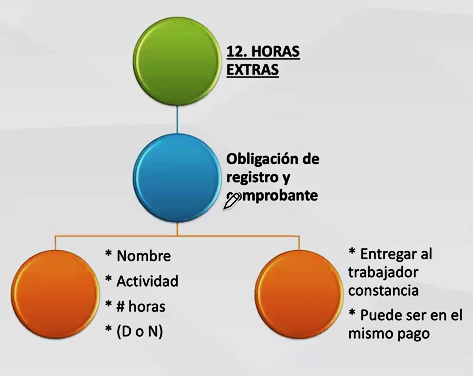 12. HORAS
EXTRAS
Obligación de
registro y
comprobante
* Nombre
* Actividad
* # horas
* (D o N)
* Entregar al
trabajador
constancia
* Puede ser en el
mismo pago